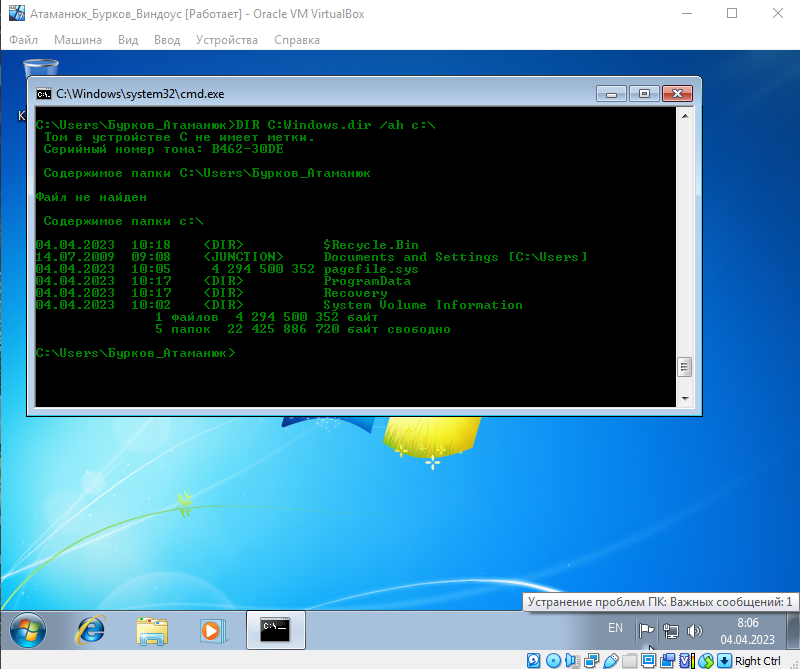 Атаманюк_Бурков_Виндоус [Работает] - Oracle VM VirtualBox
Файл Машина Вид Ввод Устройства Справка
К
C:\Windows\system32\cmd.exe
C:\Users\Бурков_Атаманюк>DIR C:Windows.dir /ah c:\
Том в устройстве C не имеет метки.
Серийный номер тома: B462-30DE
Содержимое папки C:\Users\Бурков_Атаманюк
Файл не найден
Содержимое папки c:\
04.04.2023 10:18 <DIR> $Recycle.Bin
14.07.2009 09:08 <JUNCTION> Documents and Settings [C:\Users]
04.04.2023 10:05 4 294 500 352 pagefile.sys
04.04.2023 10:17 <DIR> ProgramData
04.04.2023 10:17 <DIR> Recovery
04.04.2023 10:02 <DIR> System Volume Information
1 файлов 4 294 500 352 байт
5 папок 22 425 886 720 байт свободно
C:\Users\Бурков_Атаманюк>
Устранение проблем ПК: Важных сообщений: 1
EN
8:06
04.04.2023
Right Ctrl